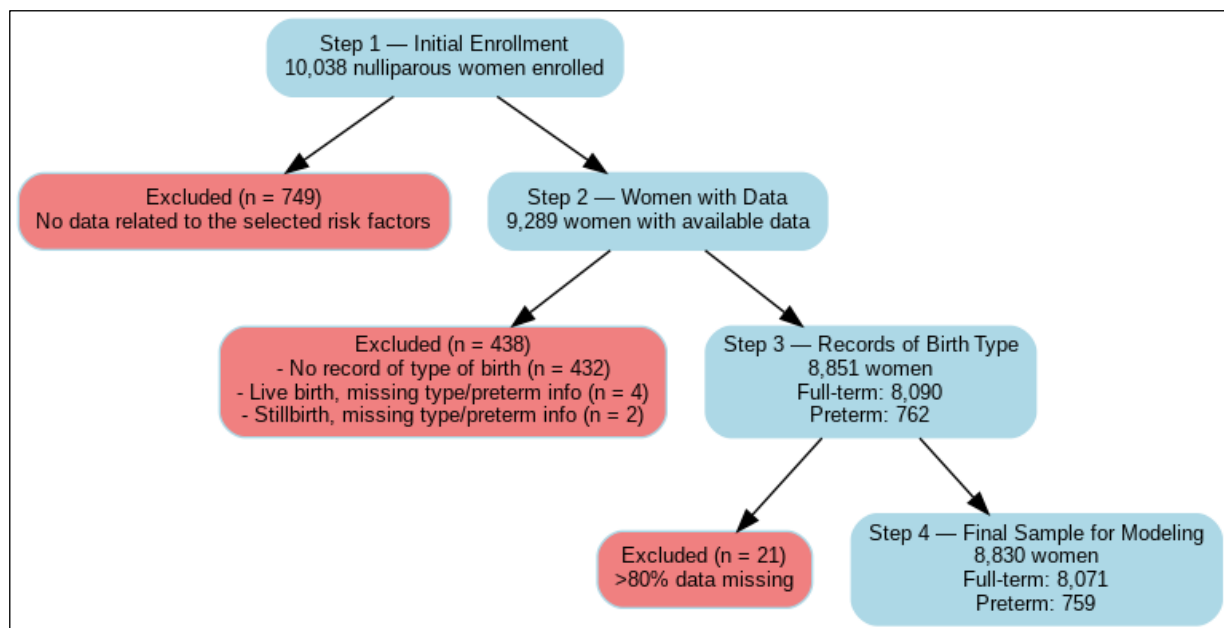 Step 1 — Initial Enrollment
10,038 nulliparous women enrolled
Excluded (n = 749)
No data related to the selected risk factors
Step 2 — Women with Data
9,289 women with available data
Excluded (n = 438)
- No record of type of birth (n = 432)
- Live birth, missing type/preterm info (n = 4)
- Stillbirth, missing type/preterm info (n = 2)
Step 3 — Records of Birth Type
8,851 women
Full-term: 8,090
Preterm: 762
Excluded (n = 21)
>80% data missing
Step 4 — Final Sample for Modeling
8,830 women
Full-term: 8,071
Preterm: 759